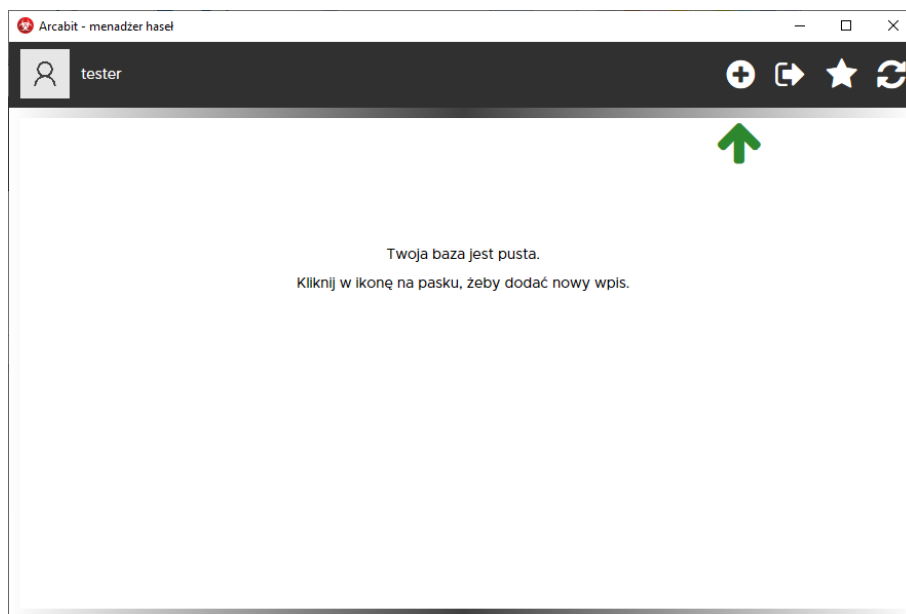 Arcabit - menadżer haseł
tester
Twoja baza jest pusta.
Kliknij w ikonę na pasku, żeby dodać nowy wpis.